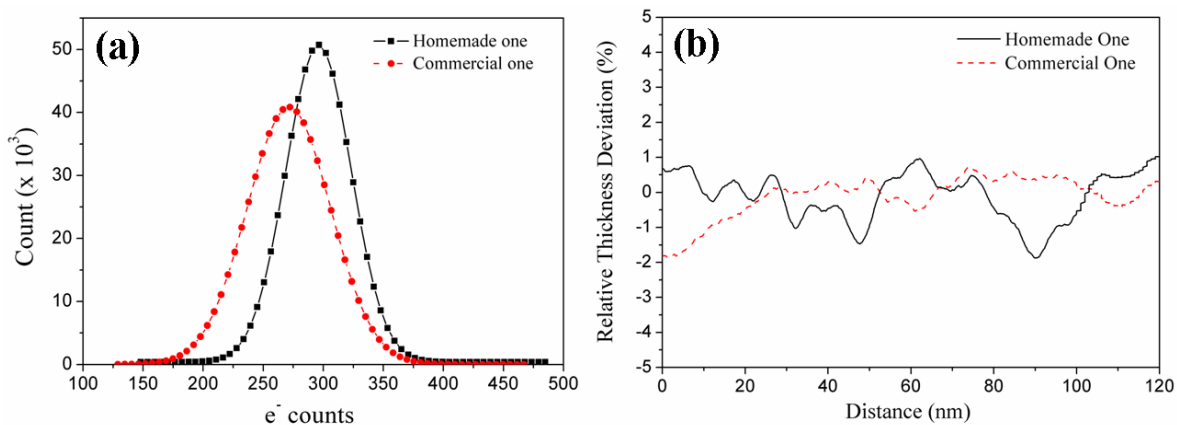 (a)
Homemade one
Commercial one
Count (x 10³)
50
40
30
20
10
0
100 150 200 250 300 350 400 450 500
e⁻ counts
(b)
Homemade One
Commercial One
Relative Thickness Deviation (%)
5
4
3
2
1
0
-1
-2
-3
-4
-5
0 20 40 60 80 100 120
Distance (nm)